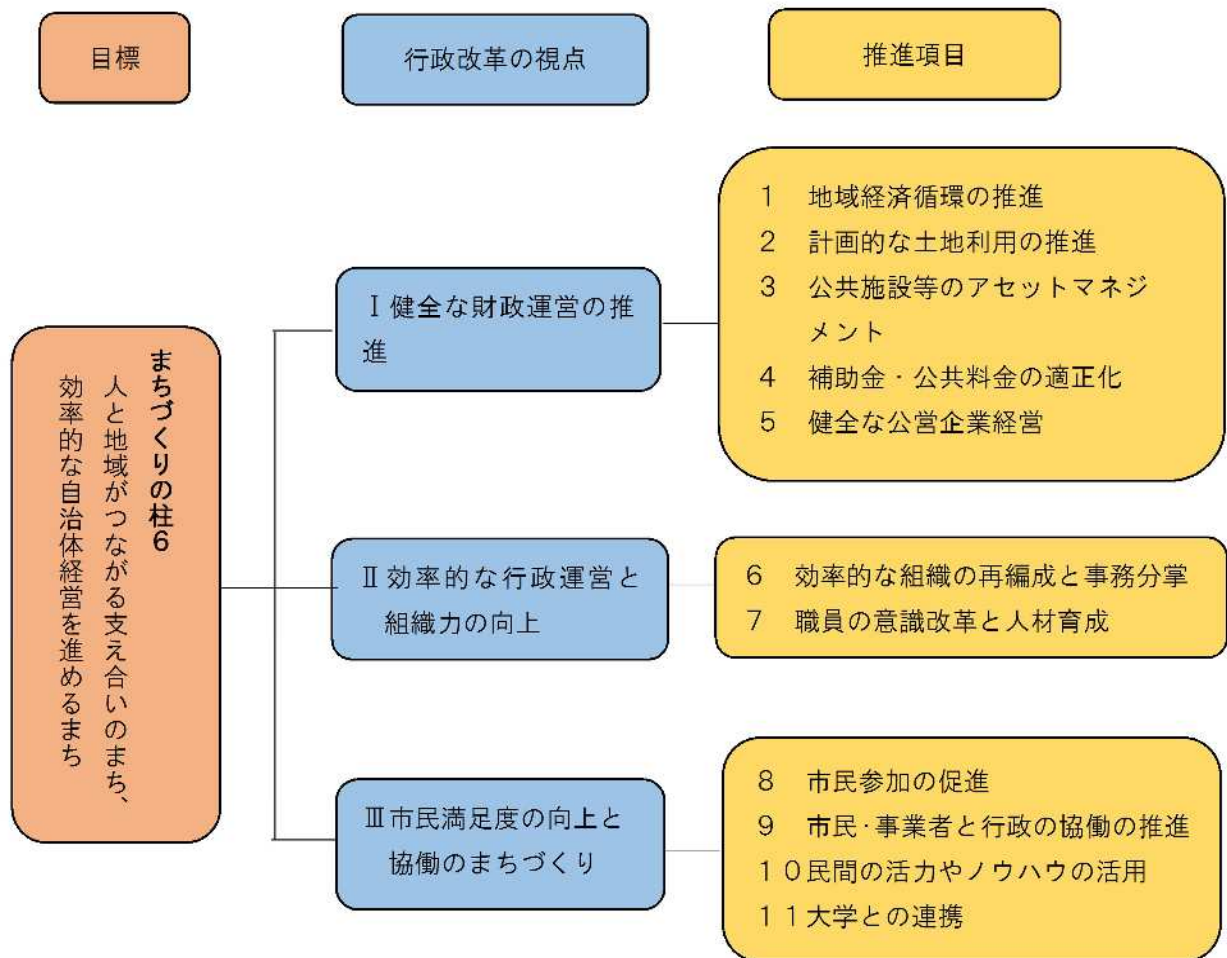 目標
行政改革の視点
推進項目
まちづくりの柱6
人と地域がつながる支え合いのまち、
効率的な自治体経営を進めるまち
Ⅰ健全な財政運営の推
進
1　地域経済循環の推進
2　計画的な土地利用の推進
3　公共施設等のアセットマネジ
メント
4　補助金・公共料金の適正化
5　健全な公営企業経営
Ⅱ効率的な行政運営と
組織力の向上
6　効率的な組織の再編成と事務分掌
7　職員の意識改革と人材育成
Ⅲ市民満足度の向上と
協働のまちづくり
8　市民参加の促進
9　市民・事業者と行政の協働の推進
10民間の活力やノウハウの活用
11大学との連携